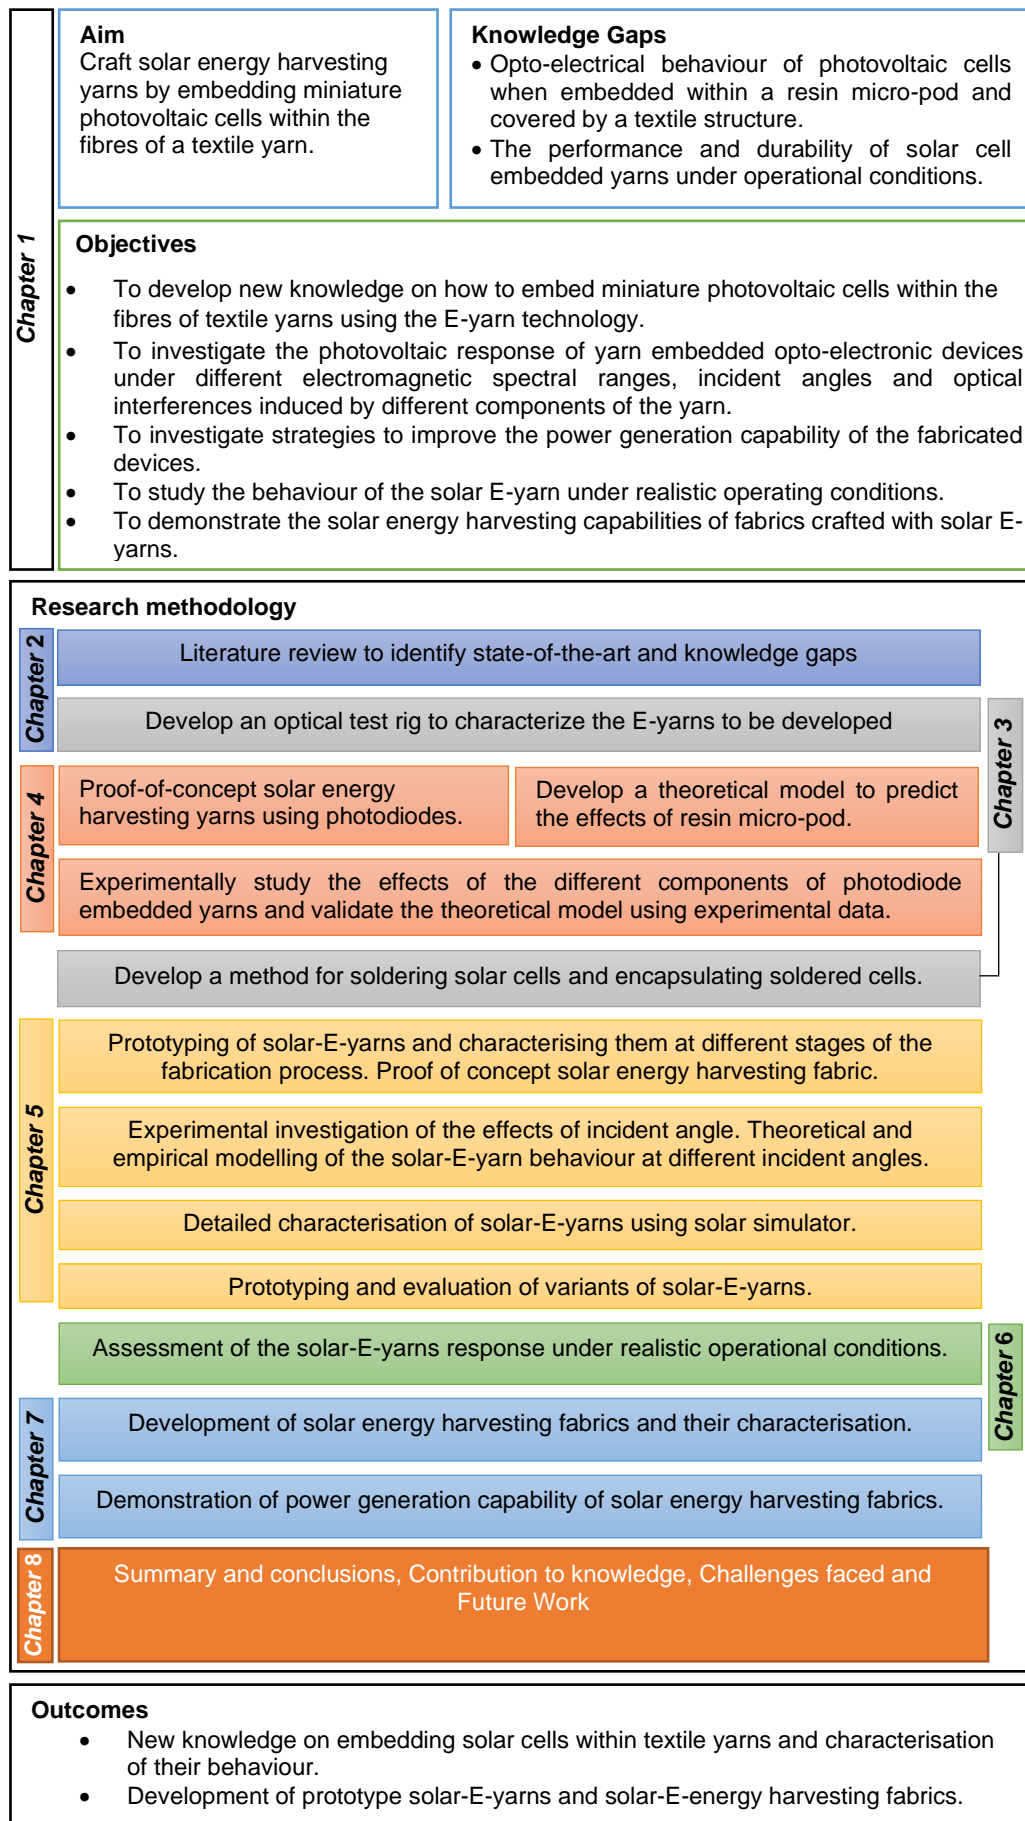 Chapter 1
Aim
Craft solar energy harvesting
yarns by embedding miniature
photovoltaic cells within the
fibres of a textile yarn.
Knowledge Gaps
• Opto-electrical behaviour of photovoltaic cells
when embedded within a resin micro-pod and
covered by a textile structure.
• The performance and durability of solar cell
embedded yarns under operational conditions.
Objectives
• To develop new knowledge on how to embed miniature photovoltaic cells within the
fibres of textile yarns using the E-yarn technology.
• To investigate the photovoltaic response of yarn embedded opto-electronic devices
under different electromagnetic spectral ranges, incident angles and optical
interferences induced by different components of the yarn.
• To investigate strategies to improve the power generation capability of the fabricated
devices.
• To study the behaviour of the solar E-yarn under realistic operating conditions.
• To demonstrate the solar energy harvesting capabilities of fabrics crafted with solar E-
yarns.
Research methodology
Chapter 2
Literature review to identify state-of-the-art and knowledge gaps
Develop an optical test rig to characterize the E-yarns to be developed
Chapter 3
Chapter 4
Proof-of-concept solar energy
harvesting yarns using photodiodes.
Develop a theoretical model to predict
the effects of resin micro-pod.
Experimentally study the effects of the different components of photodiode
embedded yarns and validate the theoretical model using experimental data.
Develop a method for soldering solar cells and encapsulating soldered cells.
Chapter 5
Prototyping of solar-E-yarns and characterising them at different stages of the
fabrication process. Proof of concept solar energy harvesting fabric.
Experimental investigation of the effects of incident angle. Theoretical and
empirical modelling of the solar-E-yarn behaviour at different incident angles.
Detailed characterisation of solar-E-yarns using solar simulator.
Prototyping and evaluation of variants of solar-E-yarns.
Assessment of the solar-E-yarns response under realistic operational conditions.
Chapter 6
Chapter 7
Development of solar energy harvesting fabrics and their characterisation.
Demonstration of power generation capability of solar energy harvesting fabrics.
Chapter 8
Summary and conclusions, Contribution to knowledge, Challenges faced and
Future Work
Outcomes
• New knowledge on embedding solar cells within textile yarns and characterisation
of their behaviour.
• Development of prototype solar-E-yarns and solar-E-energy harvesting fabrics.